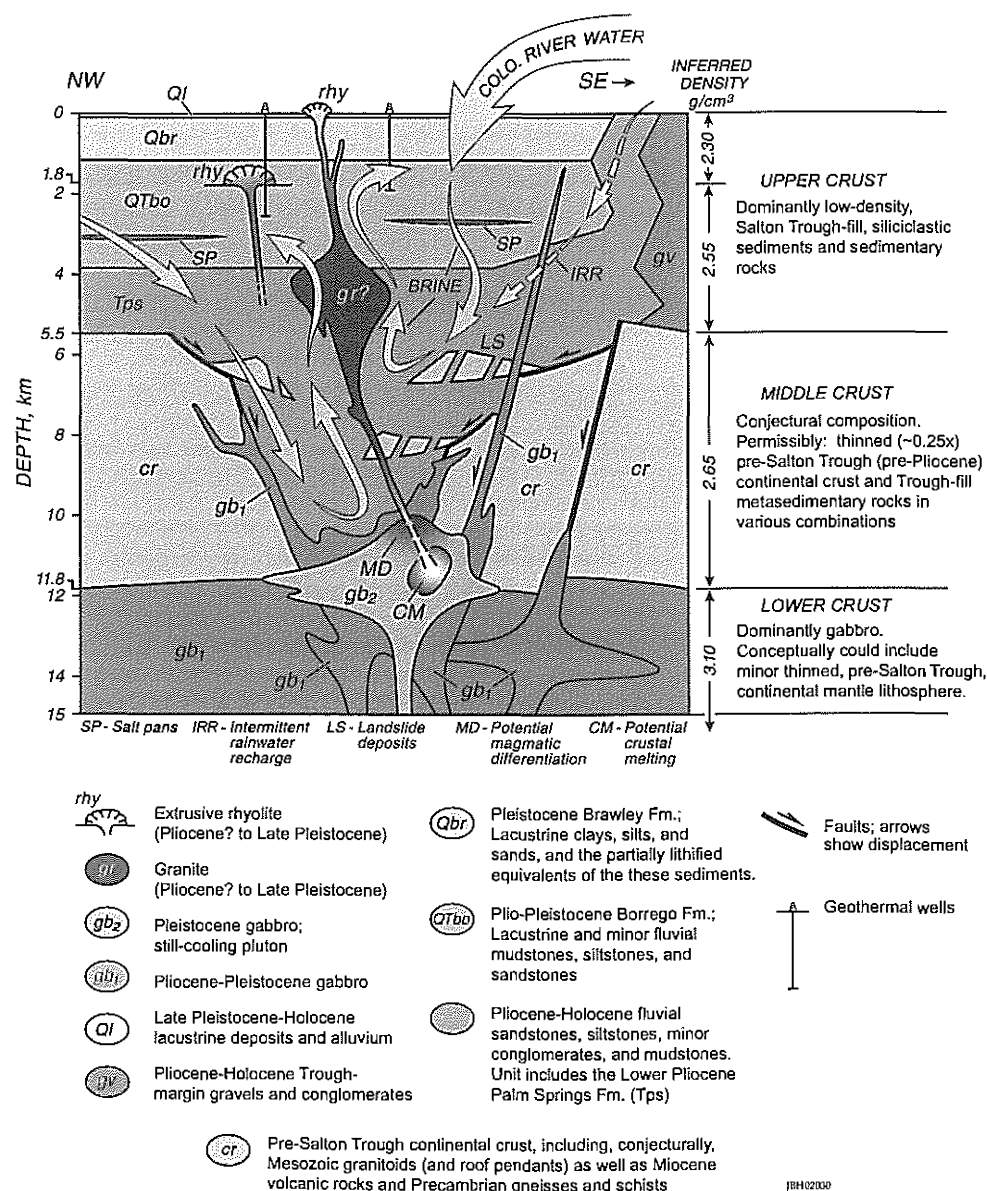 NW
SE →
COLO. RIVER WATER
INFERRED
DENSITY
g/cm³
Ql
rhy
0
Qbr
1.8
2
rhy
QTbo
SP
SP
4
Tps
gr?
BRINE
IRR
gv
5.5
6
LS
8
cr
gb₁
gb₁
cr
cr
10
MD
gb₂
CM
11.8
12
gb₁
gb₁
gb₁
14
15
DEPTH, km
2.30
2.55
2.65
3.10
UPPER CRUST
Dominantly low-density,
Salton Trough-fill, siliciclastic
sediments and sedimentary
rocks
MIDDLE CRUST
Conjectural composition.
Permissibly: thinned (~0.25x)
pre-Salton Trough (pre-Pliocene)
continental crust and Trough-fill
metasedimentary rocks in
various combinations
LOWER CRUST
Dominantly gabbro.
Conceptually could include
minor thinned, pre-Salton Trough,
continental mantle lithosphere.
SP - Salt pans
IRR - Intermittent
rainwater
recharge
LS - Landslide
deposits
MD - Potential
magmatic
differentiation
CM - Potential
crustal
melting
rhy
Extrusive rhyolite
(Pliocene? to Late Pleistocene)
gr
Granite
(Pliocene? to Late Pleistocene)
gb₂
Pleistocene gabbro;
still-cooling pluton
gb₁
Pliocene-Pleistocene gabbro
Ql
Late Pleistocene-Holocene
lacustrine deposits and alluvium
gv
Pliocene-Holocene Trough-
margin gravels and conglomerates
Qbr
Pleistocene Brawley Fm.;
Lacustrine clays, silts, and
sands, and the partially lithified
equivalents of the these sediments.
QTbo
Plio-Pleistocene Borrego Fm.;
Lacustrine and minor fluvial
mudstones, siltstones, and
sandstones
Pliocene-Holocene fluvial
sandstones, siltstones, minor
conglomerates, and mudstones.
Unit includes the Lower Pliocene
Palm Springs Fm. (Tps)
Faults; arrows
show displacement
Geothermal wells
cr
Pre-Salton Trough continental crust, including, conjecturally,
Mesozoic granitoids (and roof pendants) as well as Miocene
volcanic rocks and Precambrian gneisses and schists